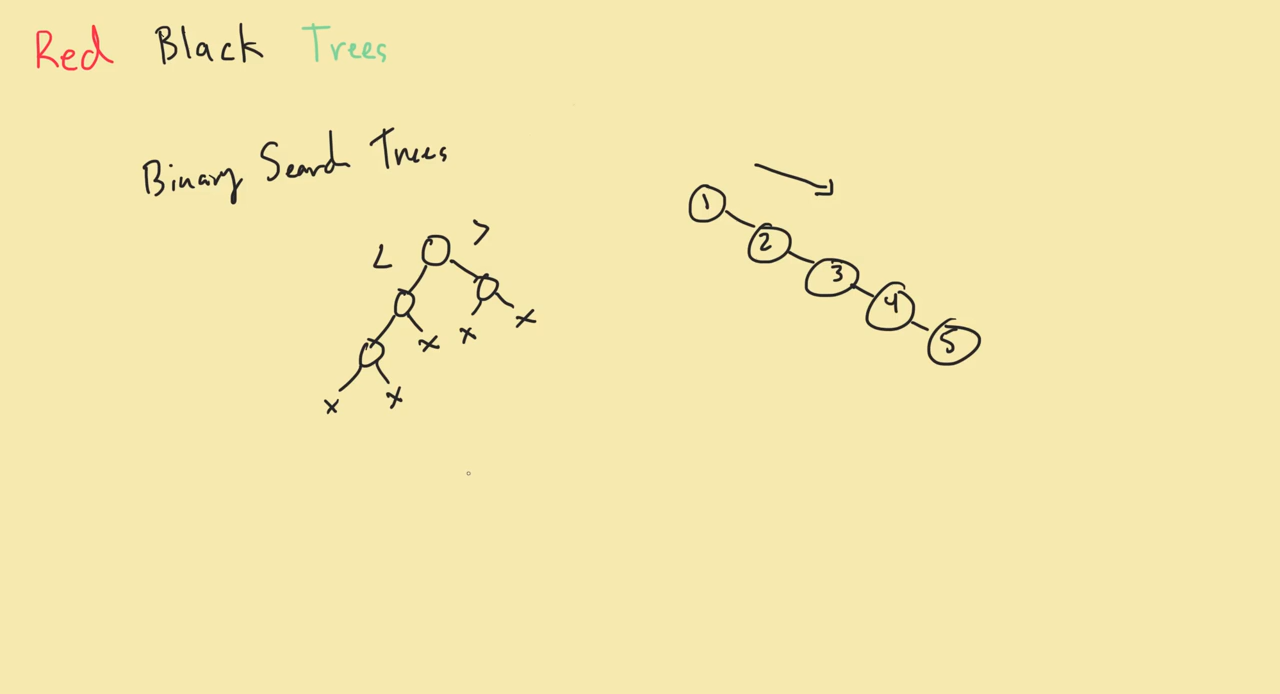 Red Black Trees
Binary Search Trees
< >
1
2
3
4
5
x x x x x